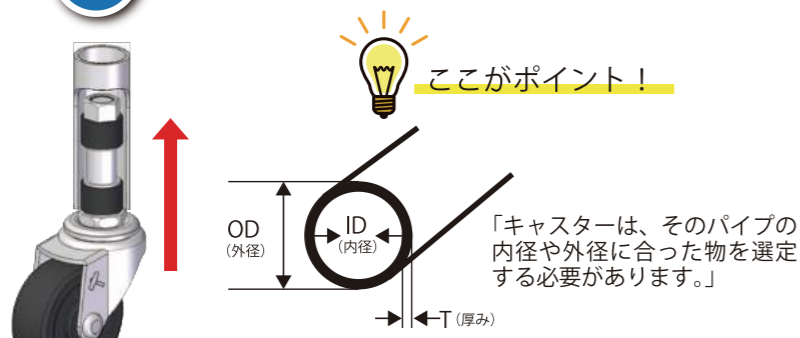 ここがポイント！
OD
(外径)
ID
(内径)
T(厚み)
「キャスターは、そのパイプの
内径や外径に合った物を選定
する必要があります。」